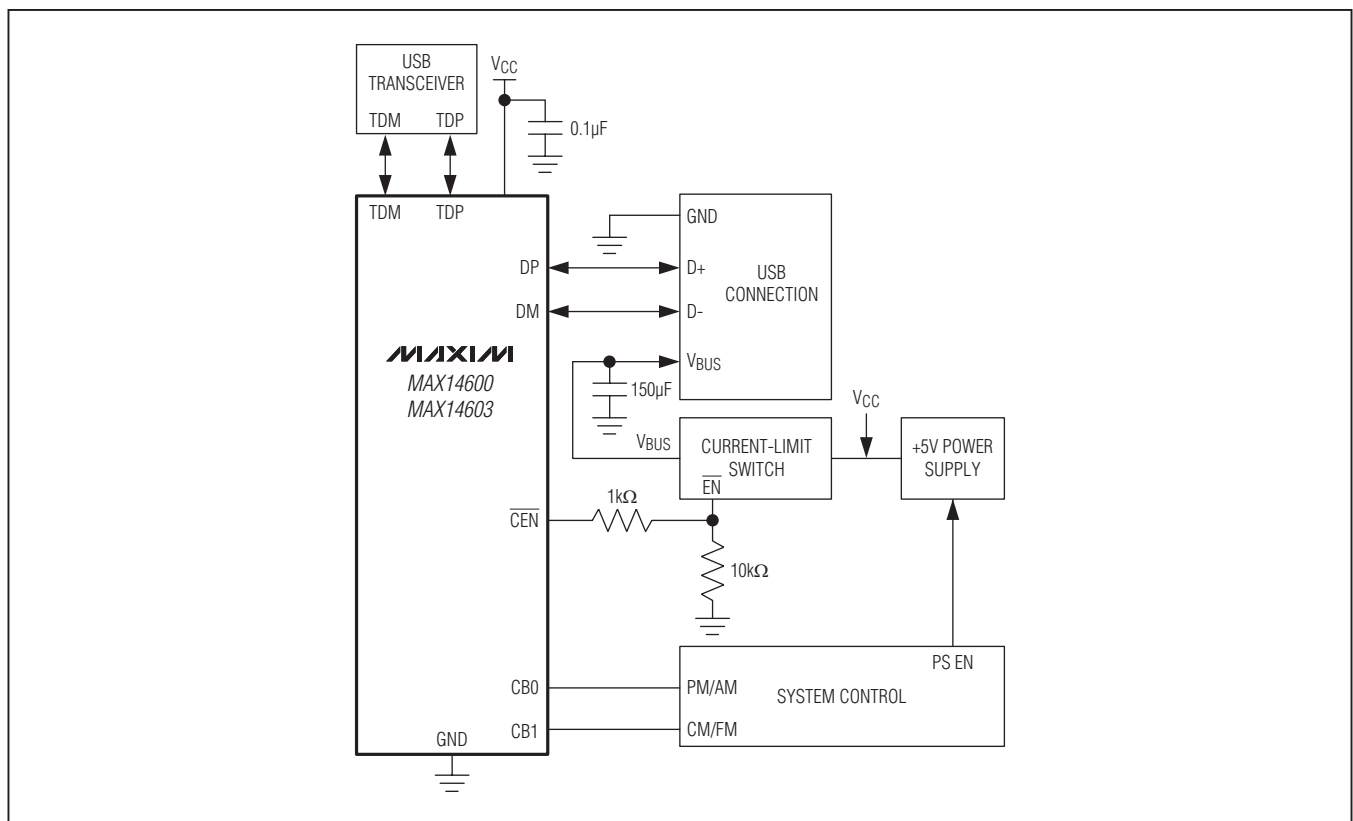 USB
TRANSCEIVER
TDM TDP
VCC
0.1µF
TDM TDP
GND
DP
D+
USB
CONNECTION
DM
D-
MAXIM
MAX14600
MAX14603
VBUS
150µF
VCC
VBUS
CURRENT-LIMIT
SWITCH
EN
+5V POWER
SUPPLY
1kΩ
CEN
10kΩ
PS EN
CB0
PM/AM
SYSTEM CONTROL
CB1
CM/FM
GND